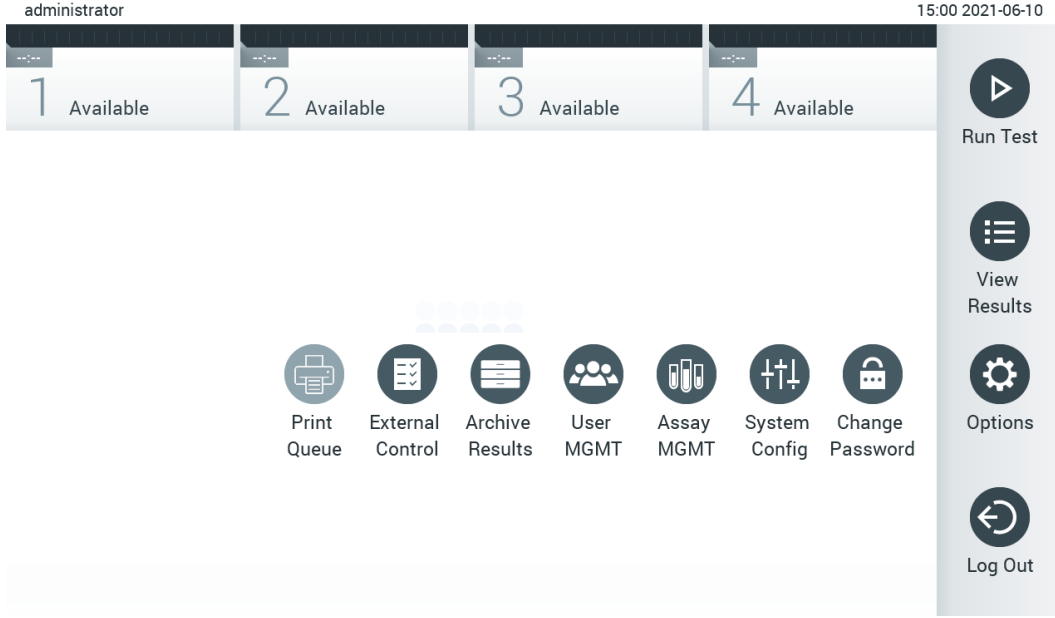 administrator
15:00 2021-06-10
--:--
--:--
--:--
--:--
1 Available
2 Available
3 Available
4 Available
Run Test
View
Results
Print
Queue
External
Control
Archive
Results
User
MGMT
Assay
MGMT
System
Config
Change
Password
Options
Log Out